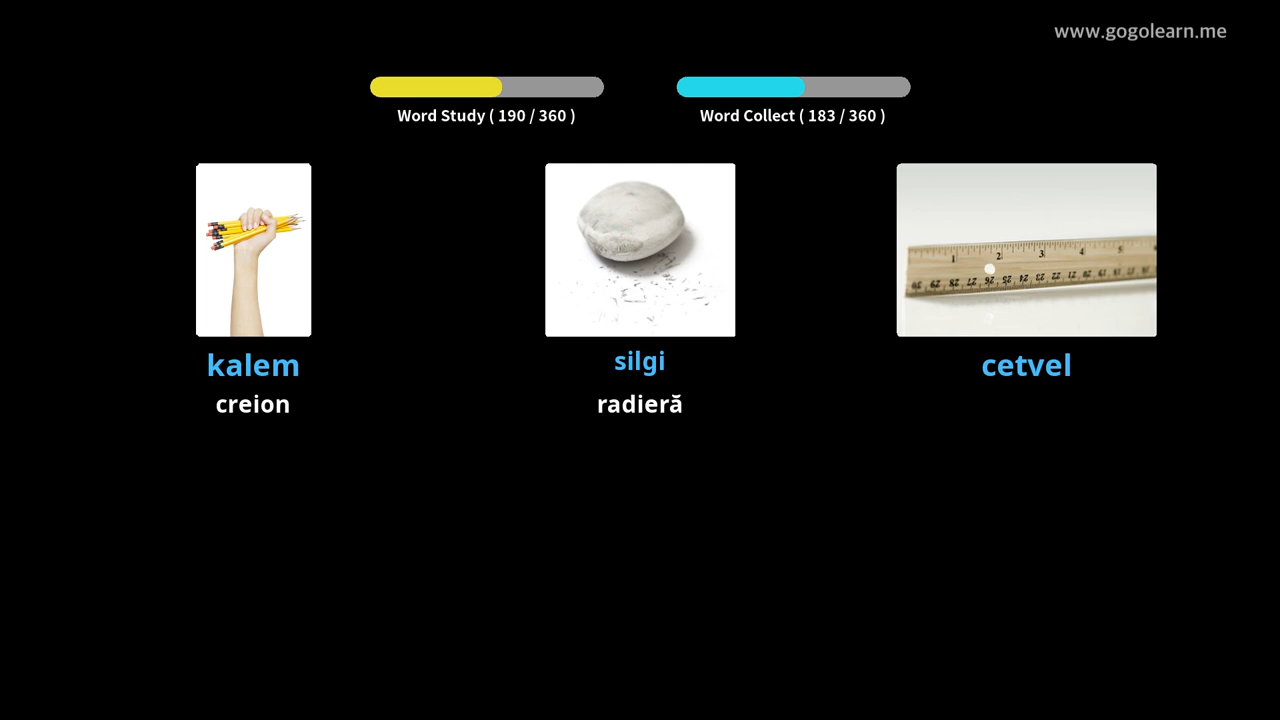 www.gogolearn.me
Word Study ( 190 / 360 )
Word Collect ( 183 / 360 )
kalem
creion
silgi
radieră
cetvel